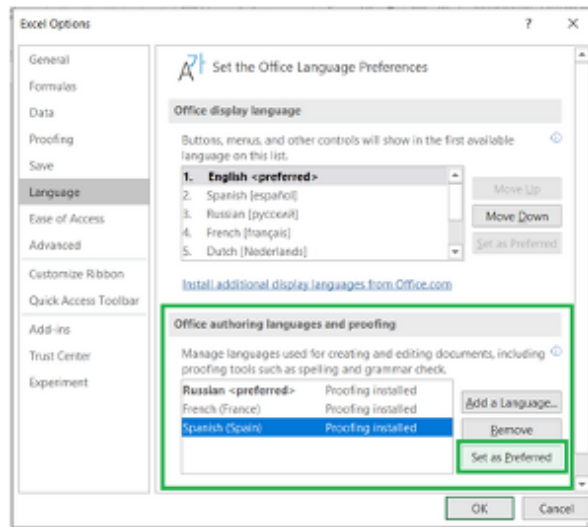 Excel Options
?
General
Formulas
Data
Proofing
Save
Language
Ease of Access
Advanced
Customize Ribbon
Quick Access Toolbar
Add-ins
Trust Center
Experiment
Set the Office Language Preferences
Office display language
Buttons, menus, and other controls will show in the first available
language on this list.
1. English <preferred>
2. Spanish [español]
3. Russian [русский]
4. French [français]
5. Dutch [Nederlands]
Move Up
Move Down
Set as Preferred
Install additional display languages from Office.com
Office authoring languages and proofing
Manage languages used for creating and editing documents, including
proofing tools such as spelling and grammar check.
Russian <preferred> Proofing installed
French (France) Proofing installed
Spanish (Spain) Proofing installed
Add a Language...
Remove
Set as Preferred
OK
Cancel